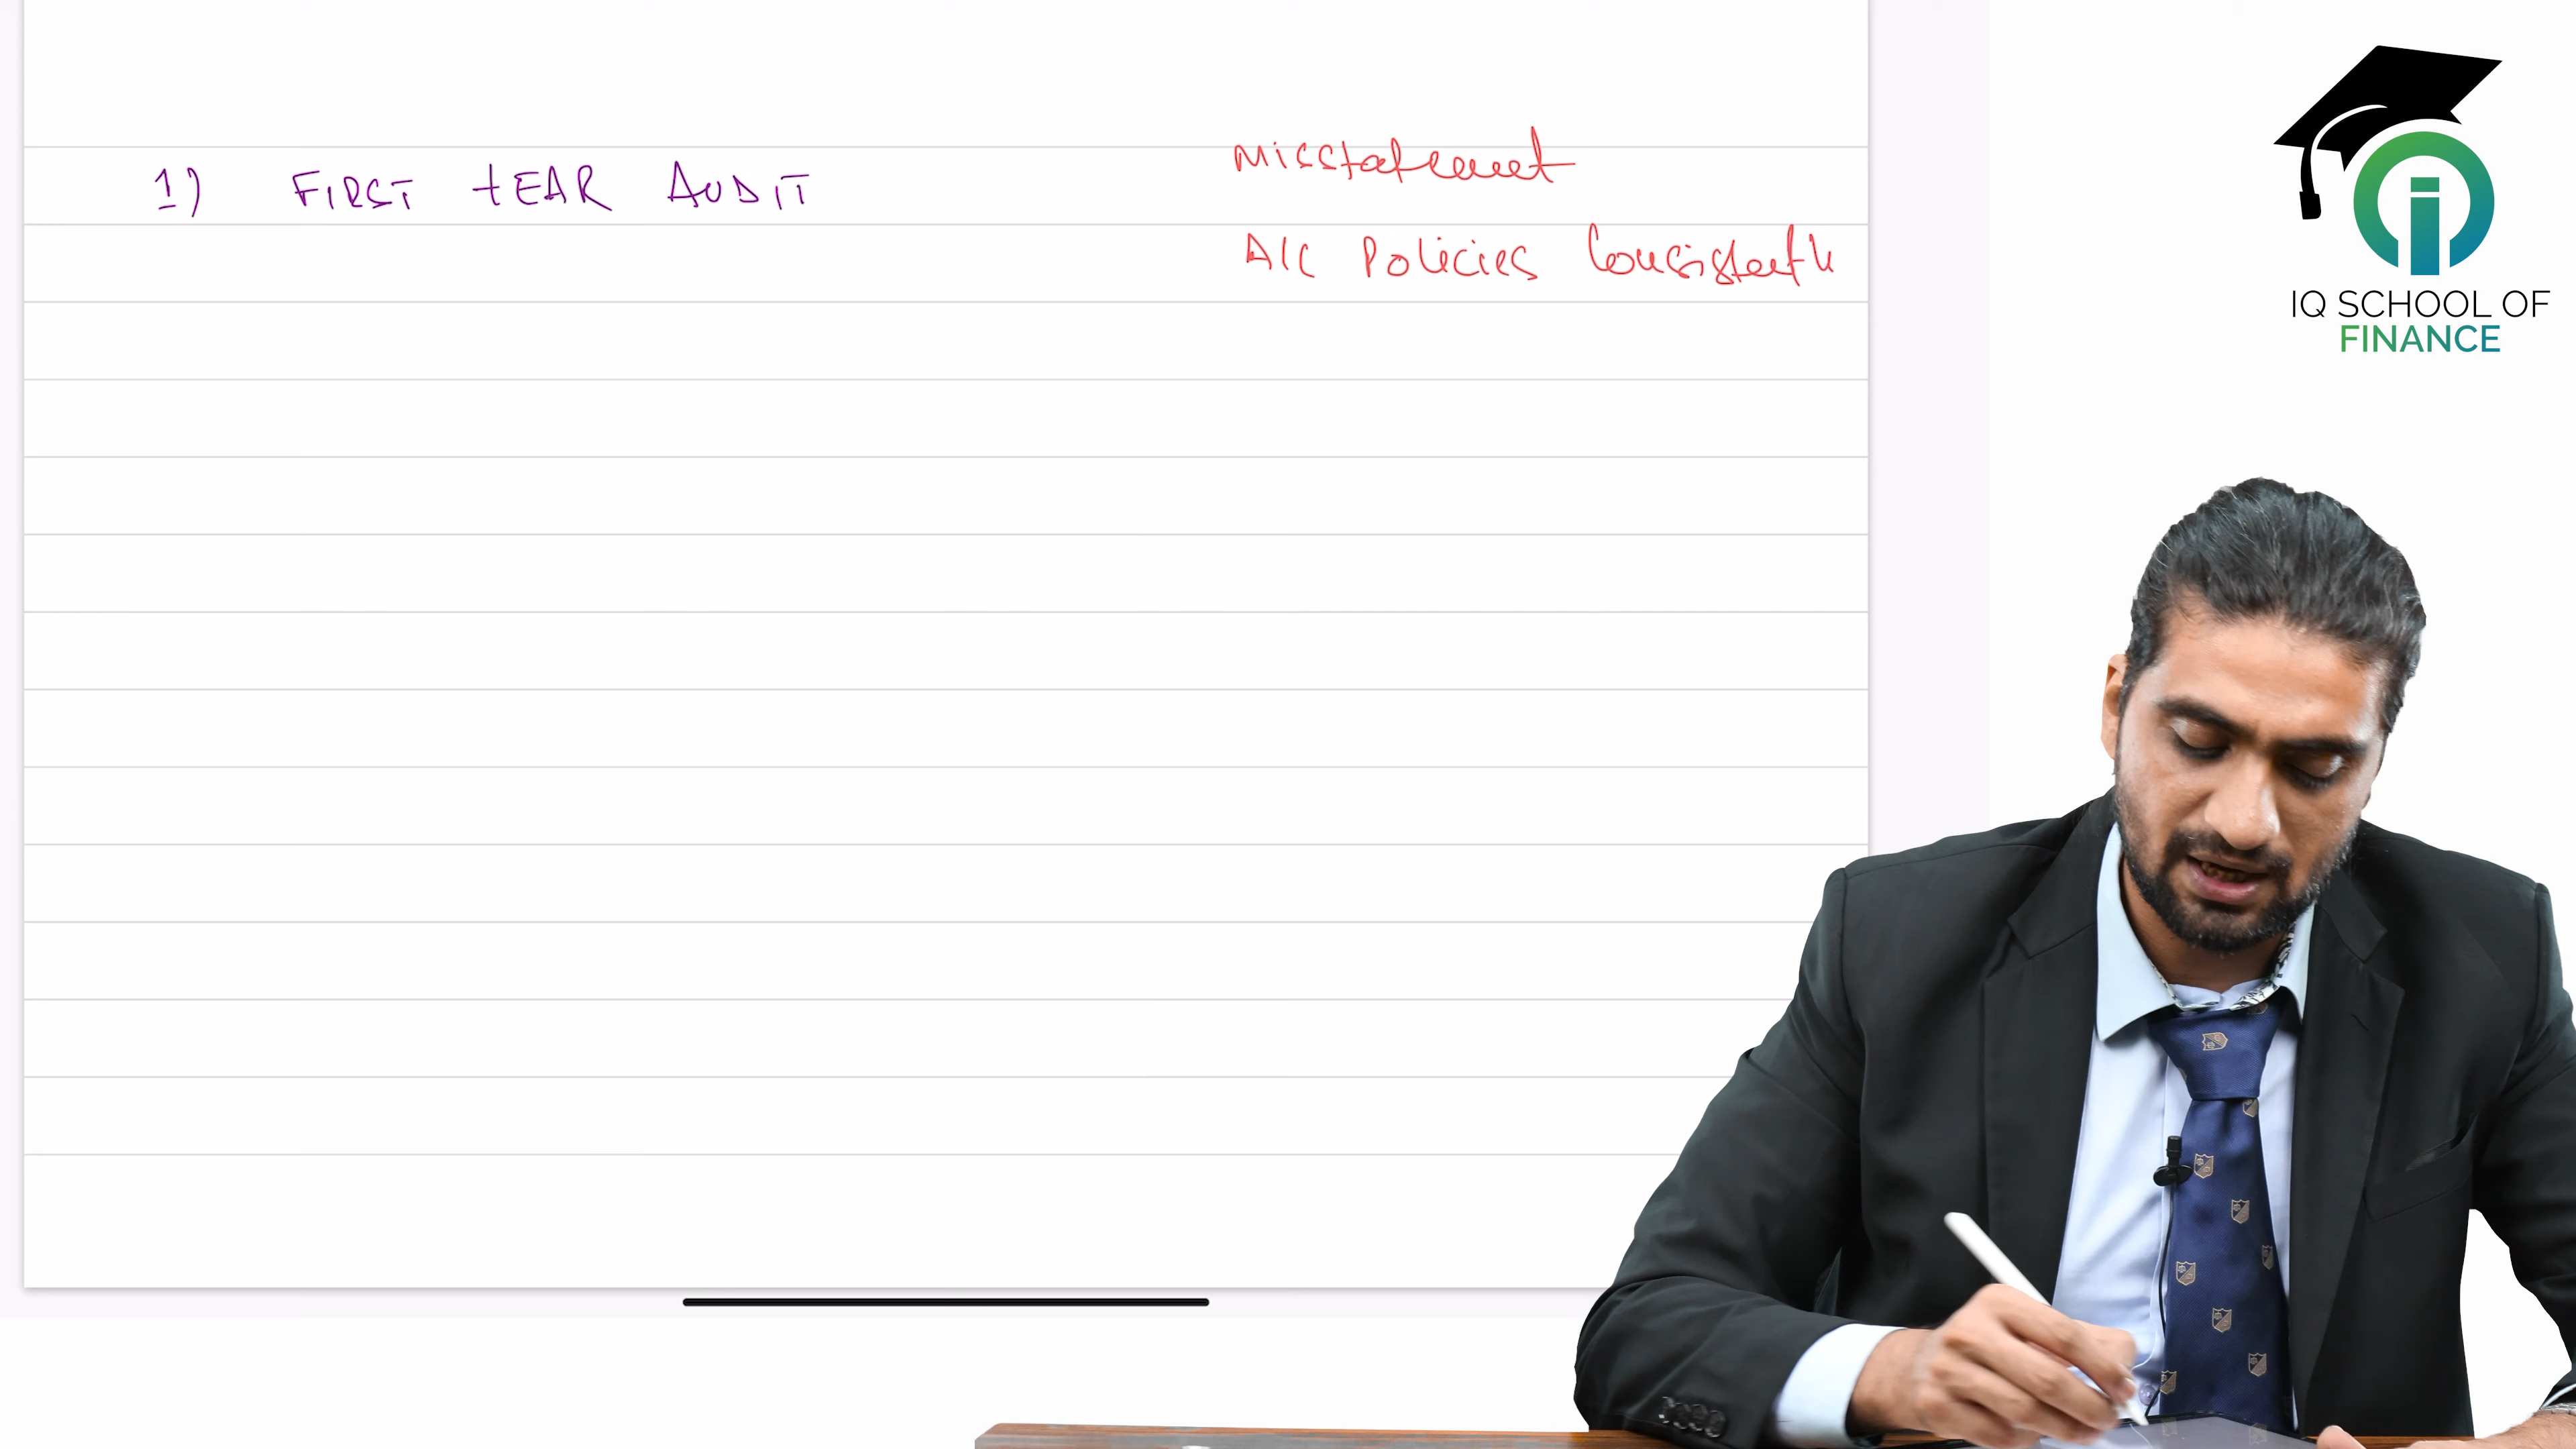 1) FIRST YEAR AUDIT
Misstatement
A/C Policies Consistently
IQ SCHOOL OF
FINANCE